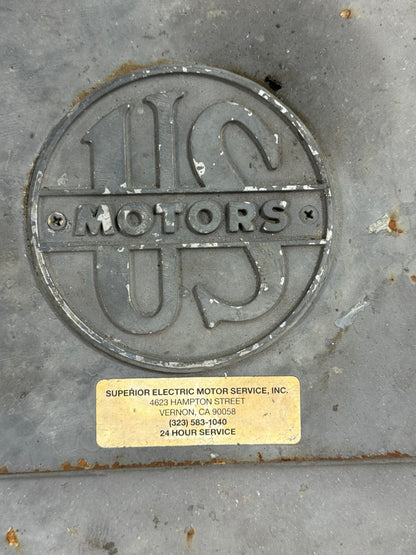 US
MOTORS
SUPERIOR ELECTRIC MOTOR SERVICE, INC.
4623 HAMPTON STREET
VERNON, CA 90058
(323) 583-1040
24 HOUR SERVICE